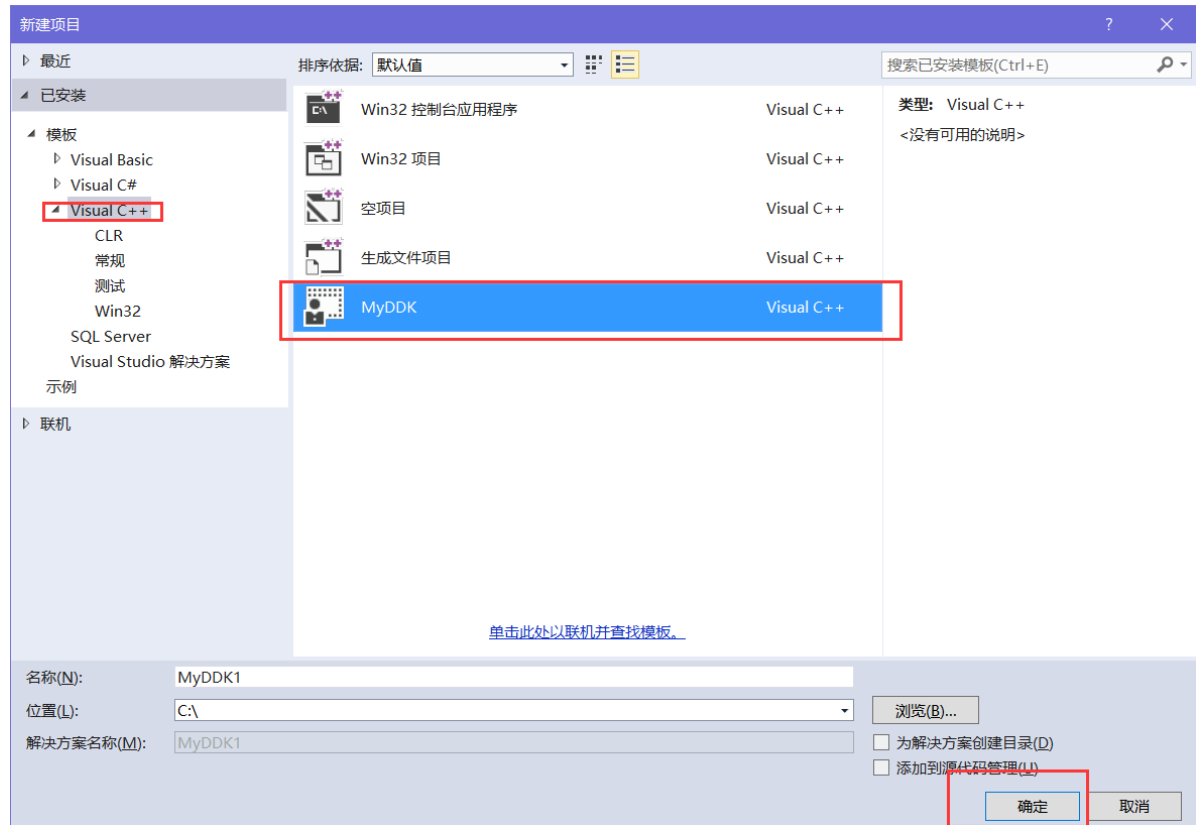 新建项目
最近
已安装
模板
Visual Basic
Visual C#
Visual C++
CLR
常规
测试
Win32
SQL Server
Visual Studio 解决方案
示例
联机
排序依据: 默认值
搜索已安装模板(Ctrl+E)
Win32 控制台应用程序 Visual C++
Win32 项目 Visual C++
空项目 Visual C++
生成文件项目 Visual C++
MyDDK Visual C++
单击此处以联机并查找模板。
类型: Visual C++
<没有可用的说明>
名称(N): MyDDK1
位置(L): C:\
浏览(B)...
解决方案名称(M): MyDDK1
为解决方案创建目录(D)
添加到源代码管理(U)
确定 取消